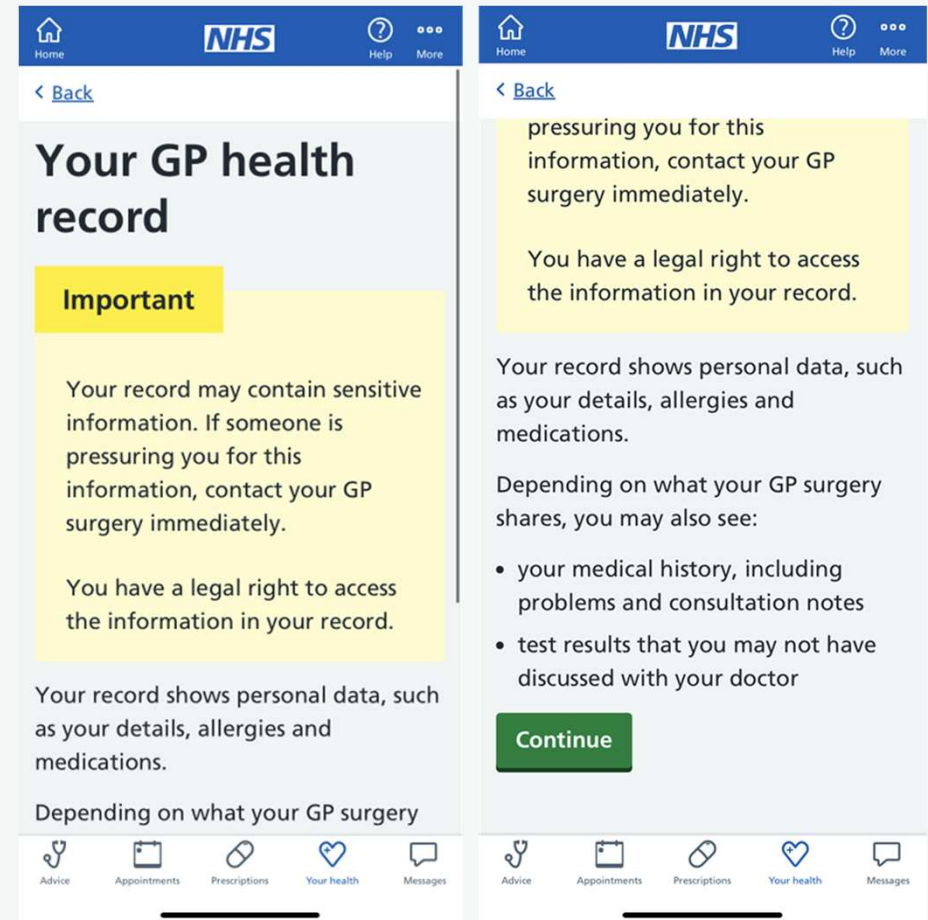 Home
NHS
Help
More
< Back
Your GP health
record
Important
Your record may contain sensitive
information. If someone is
pressuring you for this
information, contact your GP
surgery immediately.
You have a legal right to access
the information in your record.
Your record shows personal data, such
as your details, allergies and
medications.
Depending on what your GP surgery
Advice
Appointments
Prescriptions
Your health
Messages
Home
NHS
Help
More
< Back
pressuring you for this
information, contact your GP
surgery immediately.
You have a legal right to access
the information in your record.
Your record shows personal data, such
as your details, allergies and
medications.
Depending on what your GP surgery
shares, you may also see:
• your medical history, including
problems and consultation notes
• test results that you may not have
discussed with your doctor
Continue
Advice
Appointments
Prescriptions
Your health
Messages